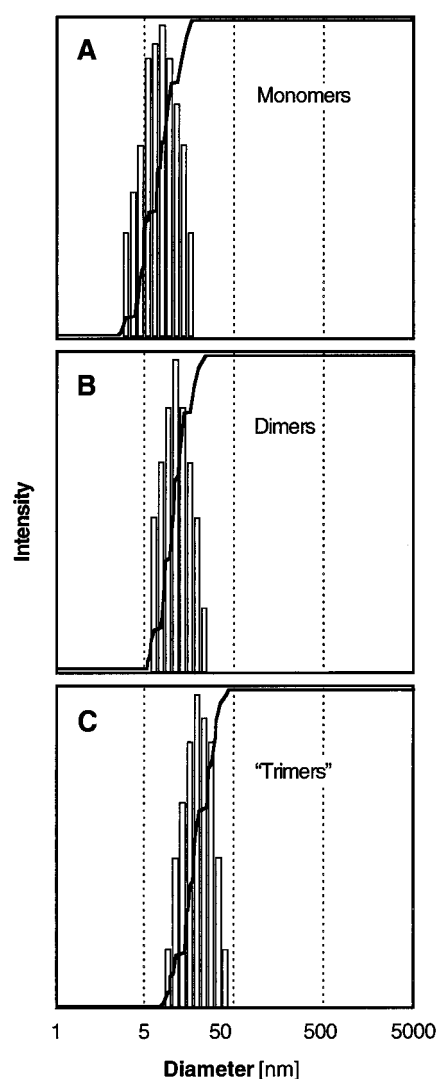 A
Monomers
B
Dimers
Intensity
C
“Trimers”
1 5 50 500 5000
Diameter [nm]